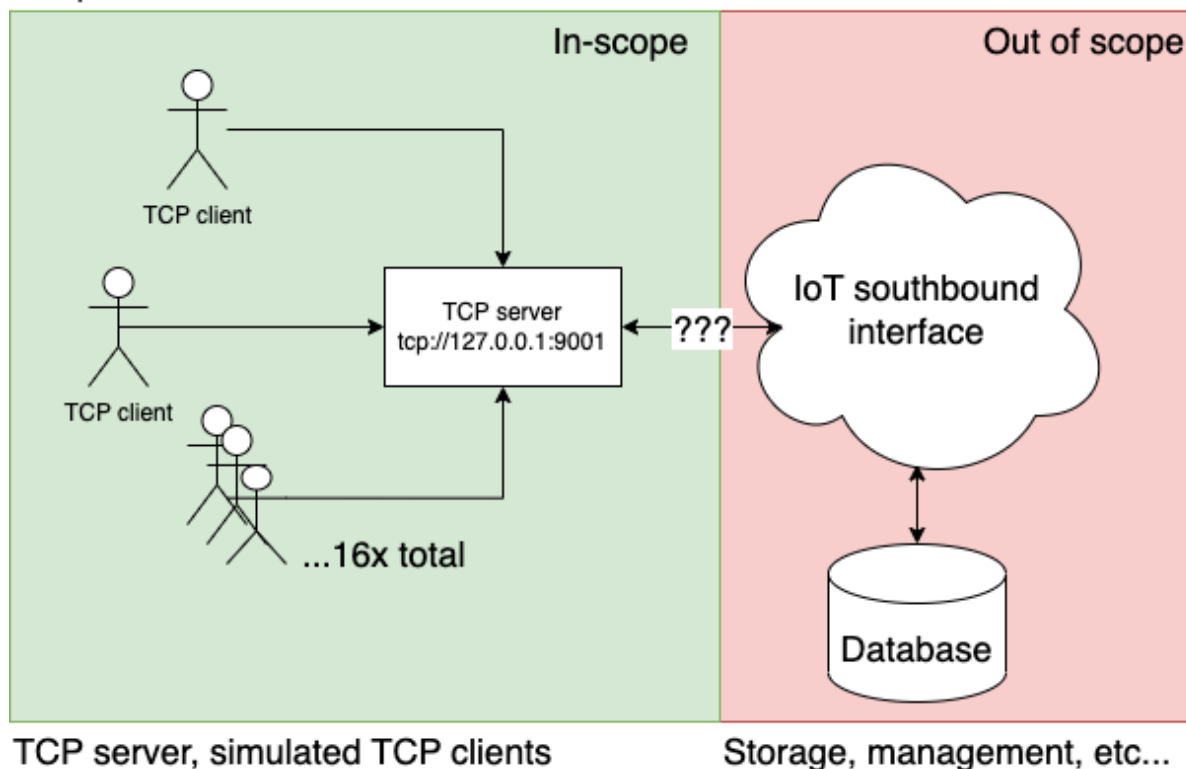 In-scope
Out of scope
TCP client
TCP server
tcp://127.0.0.1:9001
???
IoT southbound
interface
TCP client
...16x total
Database
TCP server, simulated TCP clients
Storage, management, etc...